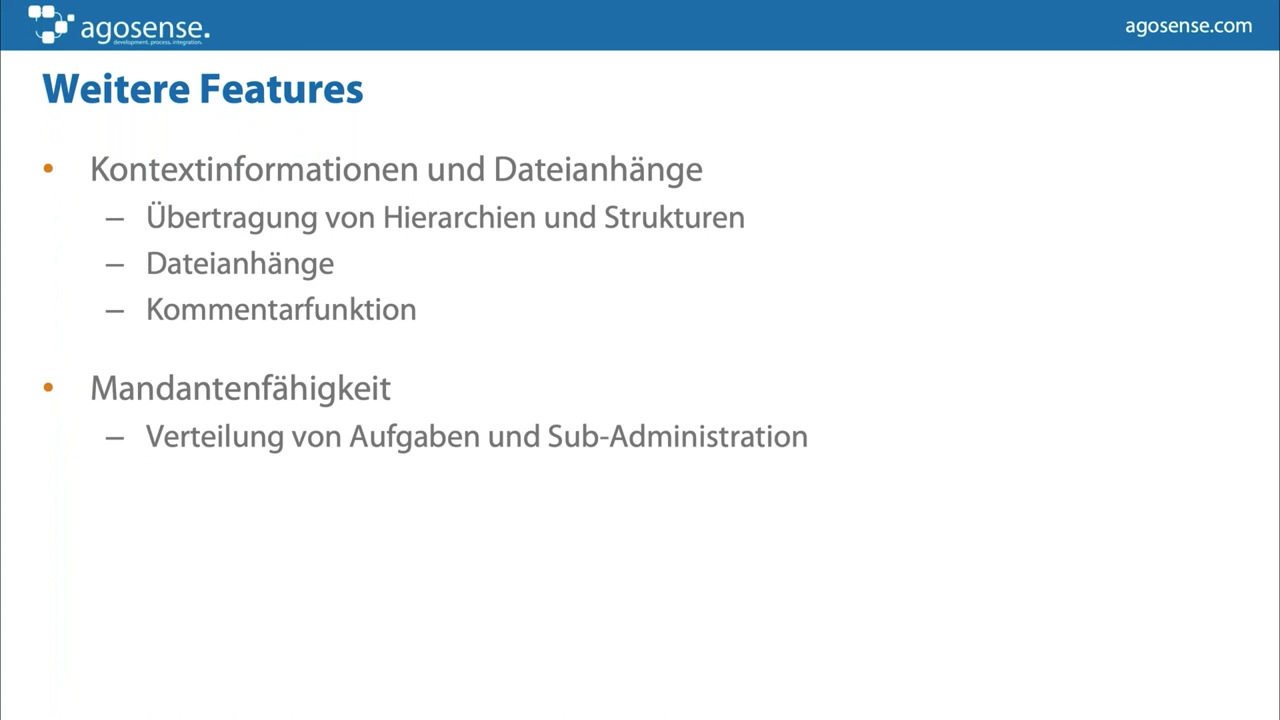 agosense.
development. process. integration.
agosense.com
Weitere Features
• Kontextinformationen und Dateianhänge
– Übertragung von Hierarchien und Strukturen
– Dateianhänge
– Kommentarfunktion
• Mandantenfähigkeit
– Verteilung von Aufgaben und Sub-Administration